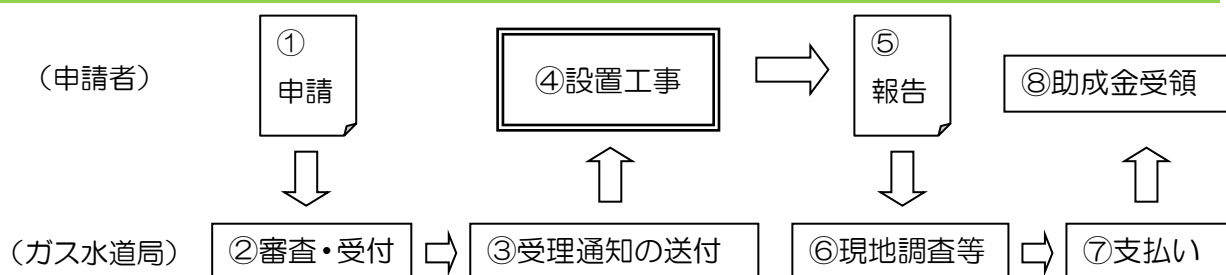 （申請者）
①
申請
④設置工事
⑤
報告
⑧助成金受領
（ガス水道局）
②審査・受付
③受理通知の送付
⑥現地調査等
⑦支払い